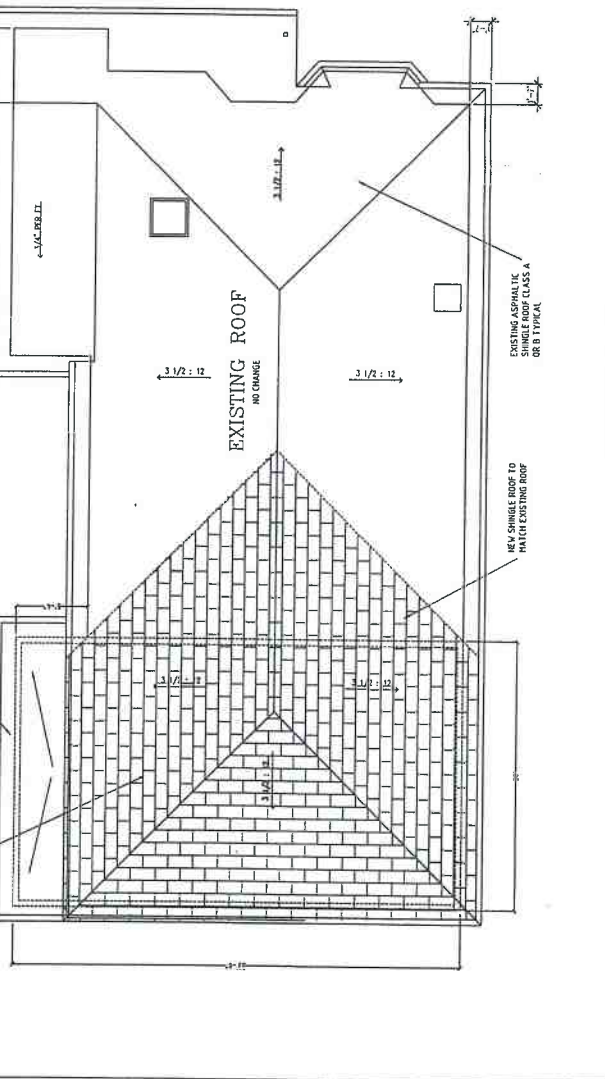 1/4" PER FT
3 1/2 : 12
EXISTING ROOF
NO CHANGE
3 1/2 : 12
3 1/2 : 12
EXISTING ASPHALTIC
SHINGLE ROOF CLASS A
OR B TYPICAL
NEW SHINGLE ROOF TO
MATCH EXISTING ROOF
3 1/2 : 12
3 1/2 : 12
3 1/2 : 12